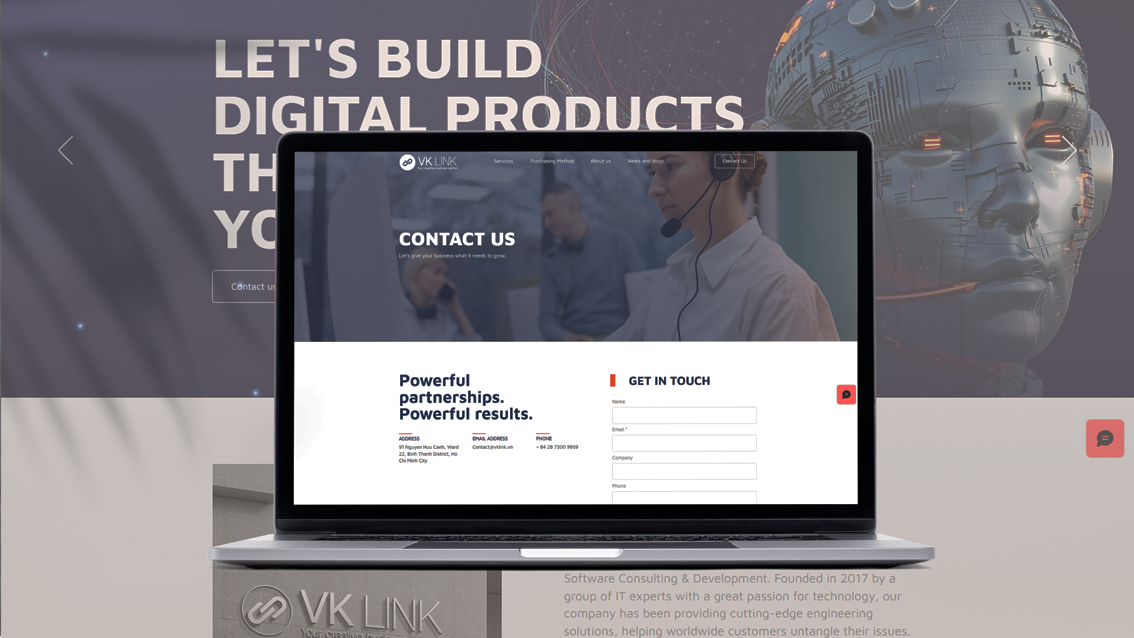 LET'S BUILD
DIGITAL PRODUCTS
TH
YO
Contact us
VK LINK
Services
Purchasing Method
About us
News and blogs
Contact Us
CONTACT US
Let's give your business what it needs to grow.
Powerful
partnerships.
Powerful results.
ADDRESS
91 Nguyen Huu Canh, Ward
22, Binh Thanh District, Ho
Chi Minh City
EMAIL ADDRESS
Contact@vklink.vn
PHONE
+ 84 28 7300 9959
GET IN TOUCH
Name
Email *
Company
Phone
VK LINK
Software Consulting & Development. Founded in 2017 by a
group of IT experts with a great passion for technology, our
company has been providing cutting-edge engineering
solutions, helping worldwide customers untangle their issues.